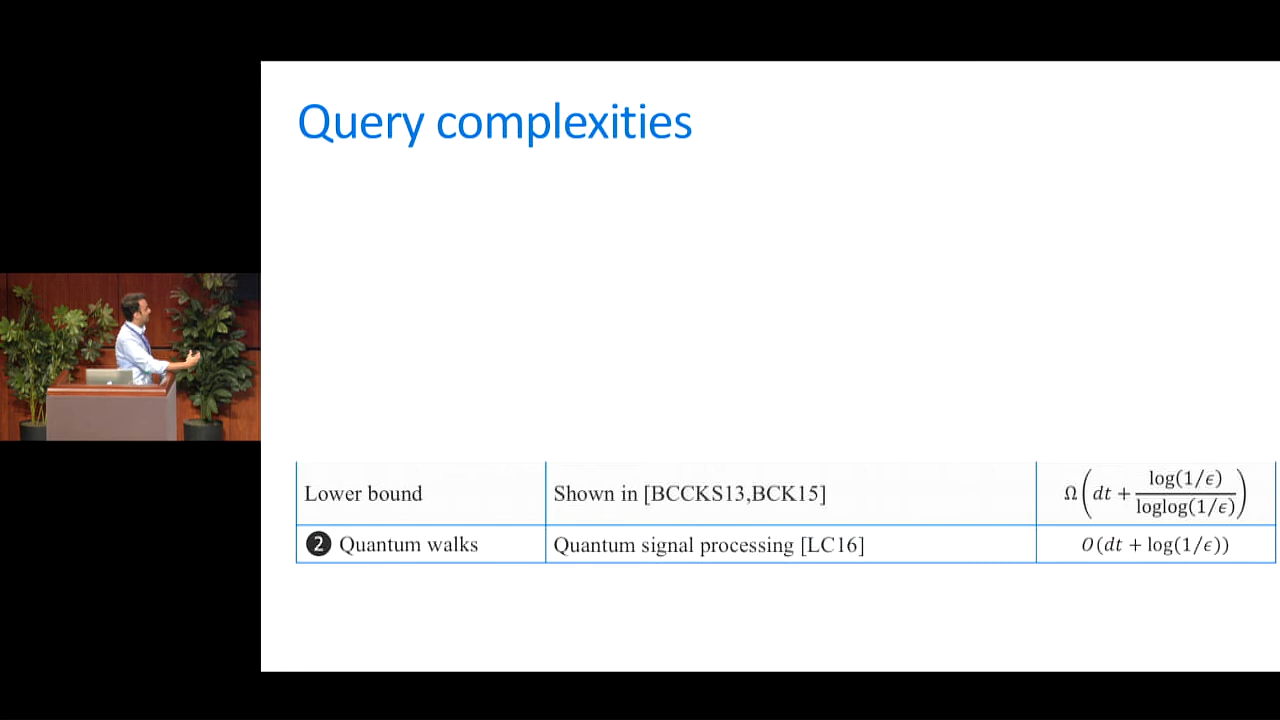 Query complexities
Lower bound
Shown in [BCCKS13,BCK15]
Ω(dt + log(1/ϵ)/loglog(1/ϵ))
❷ Quantum walks
Quantum signal processing [LC16]
O(dt + log(1/ϵ))